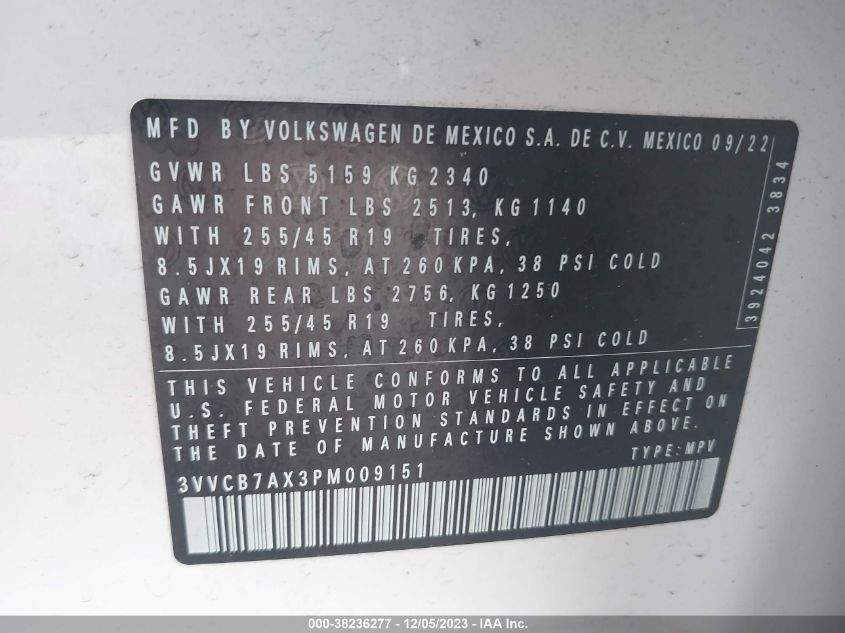 MFD BY VOLKSWAGEN DE MEXICO S.A. DE C.V. MEXICO 09/22
GVWR LBS 5159 KG 2340
GAWR FRONT LBS 2513, KG 1140
WITH 255/45 R19 TIRES,
8.5JX19 RIMS, AT 260 KPA, 38 PSI COLD
GAWR REAR LBS 2756, KG 1250
WITH 255/45 R19 TIRES,
8.5JX19 RIMS, AT 260 KPA, 38 PSI COLD
3924042 3834
THIS VEHICLE CONFORMS TO ALL APPLICABLE
U.S. FEDERAL MOTOR VEHICLE SAFETY AND
THEFT PREVENTION STANDARDS IN EFFECT ON
THE DATE OF MANUFACTURE SHOWN ABOVE.
TYPE: MPV
3VVCB7AX3PM009151
000-38236277 - 12/05/2023 - IAA Inc.